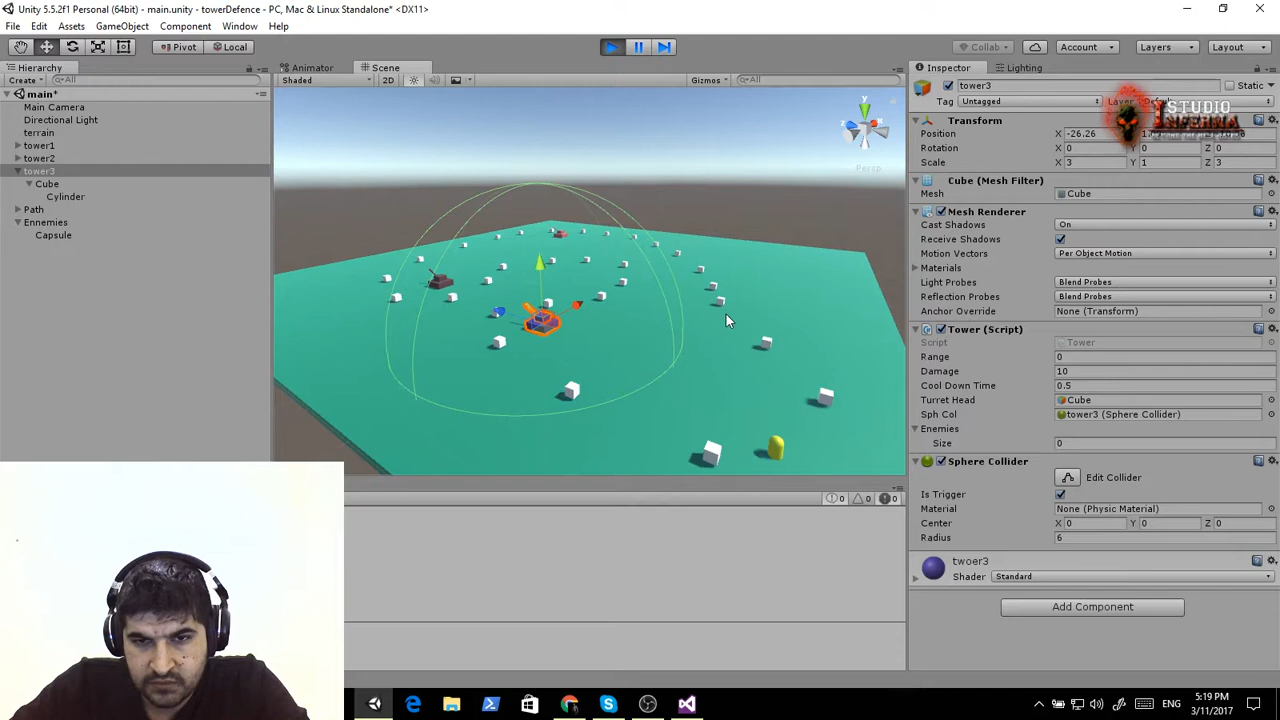 Unity 5.5.2f1 Personal (64bit) - main.unity - towerDefence - PC, Mac & Linux Standalone* <DX11>
File Edit Assets GameObject Component Window Help
Pivot Local Collab Account Layers Layout
Hierarchy Animator Scene Inspector Lighting
Create All Shaded 2D Gizmos All tower3 Static
main* Tag Untagged Layer
STUDIO
INFERNA
Main Camera
Directional Light
terrain
tower1
tower2
tower3
Cube
Cylinder
Path
Ennemies
Capsule
y
x
z
Persp
Transform
Position X -26.26
Rotation X 0 Y 0 Z 0
Scale X 3 Y 1 Z 3
Cube (Mesh Filter)
Mesh Cube
Mesh Renderer
Cast Shadows On
Receive Shadows
Motion Vectors Per Object Motion
Materials
Light Probes Blend Probes
Reflection Probes Blend Probes
Anchor Override None (Transform)
Tower (Script)
Script Tower
Range 0
Damage 10
Cool Down Time 0.5
Turret Head Cube
Sph Col tower3 (Sphere Collider)
Enemies
Size 0
Sphere Collider
Edit Collider
Is Trigger
Material None (Physic Material)
Center X 0 Y 0 Z 0
Radius 6
twoer3
Shader Standard
Add Component
0 0 0
ENG 5:19 PM
3/11/2017